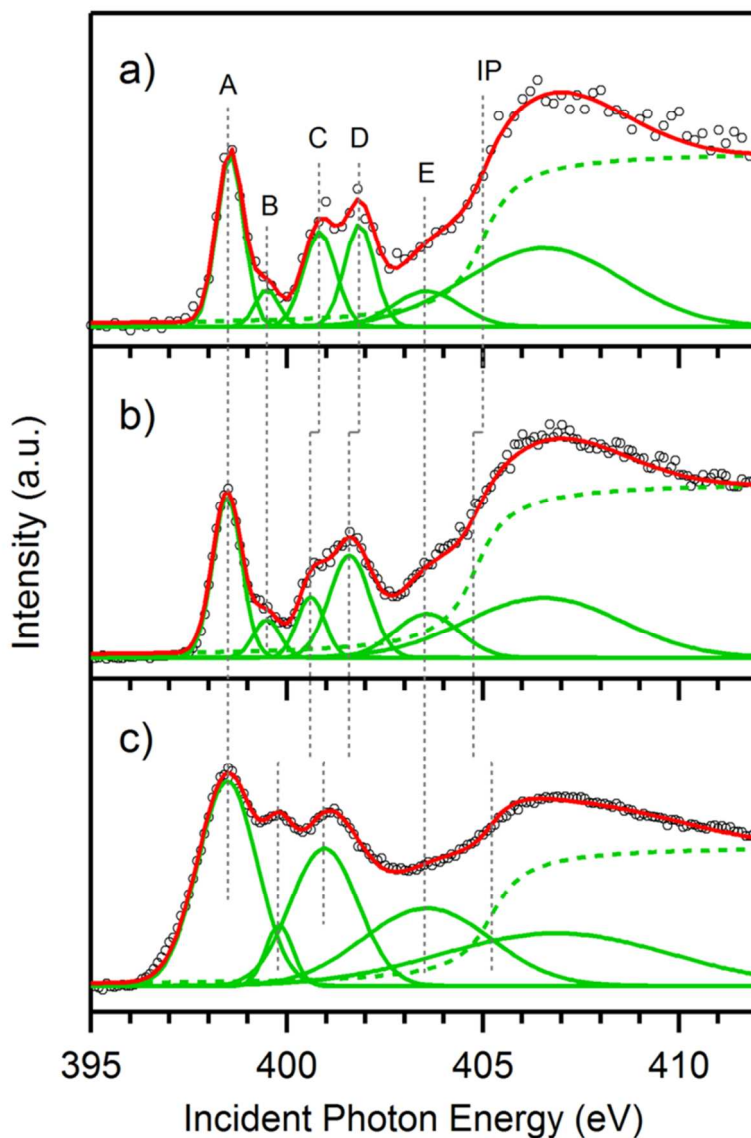 a)
A
B
C
D
E
IP
b)
c)
Intensity (a.u.)
395
400
405
410
Incident Photon Energy (eV)